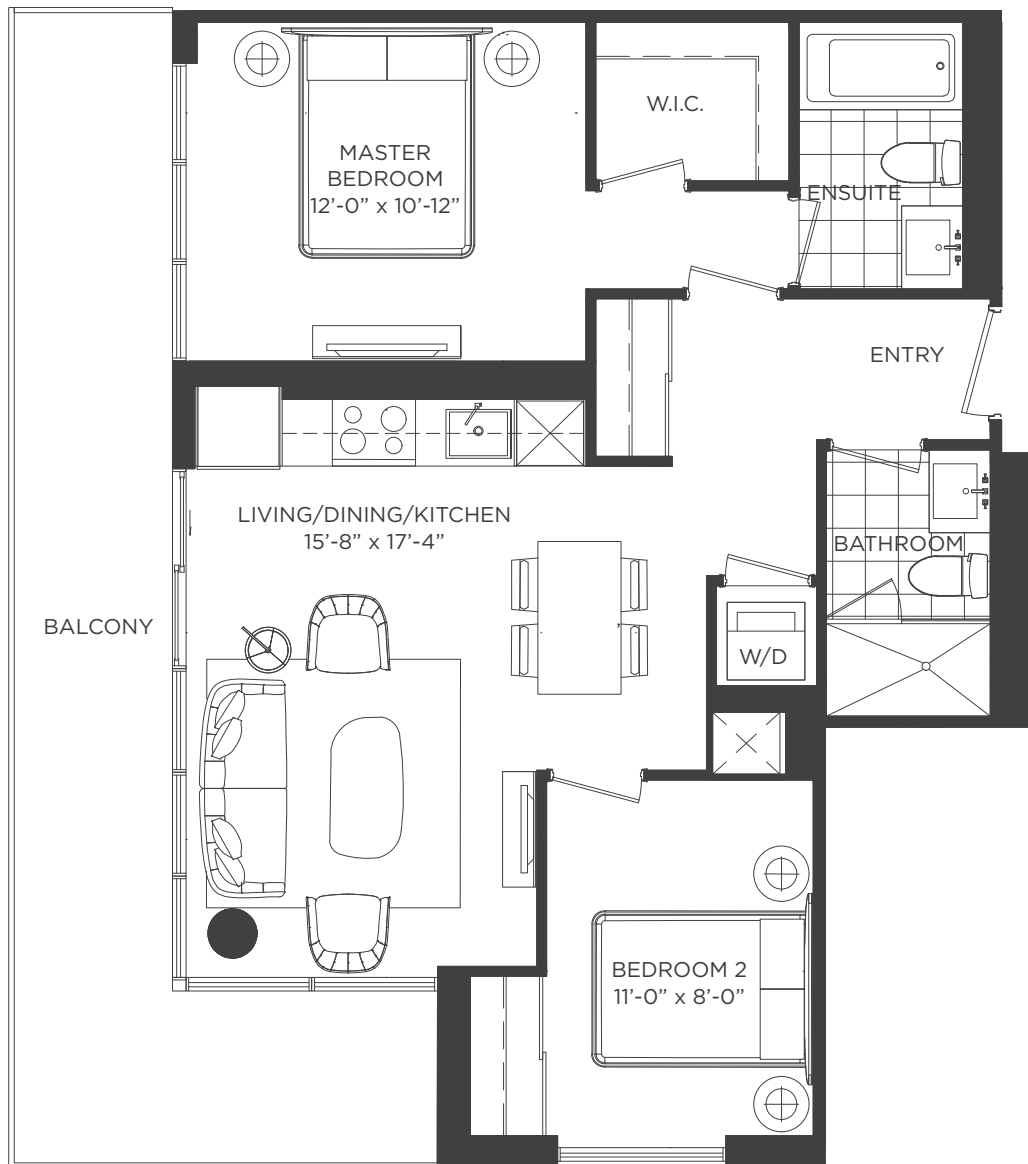 W.I.C.
MASTER
BEDROOM
12’-0” x 10’-12”
ENSUITE
ENTRY
LIVING/DINING/KITCHEN
15’-8” x 17’-4”
BATHROOM
BALCONY
W/D
BEDROOM 2
11’-0” x 8’-0”